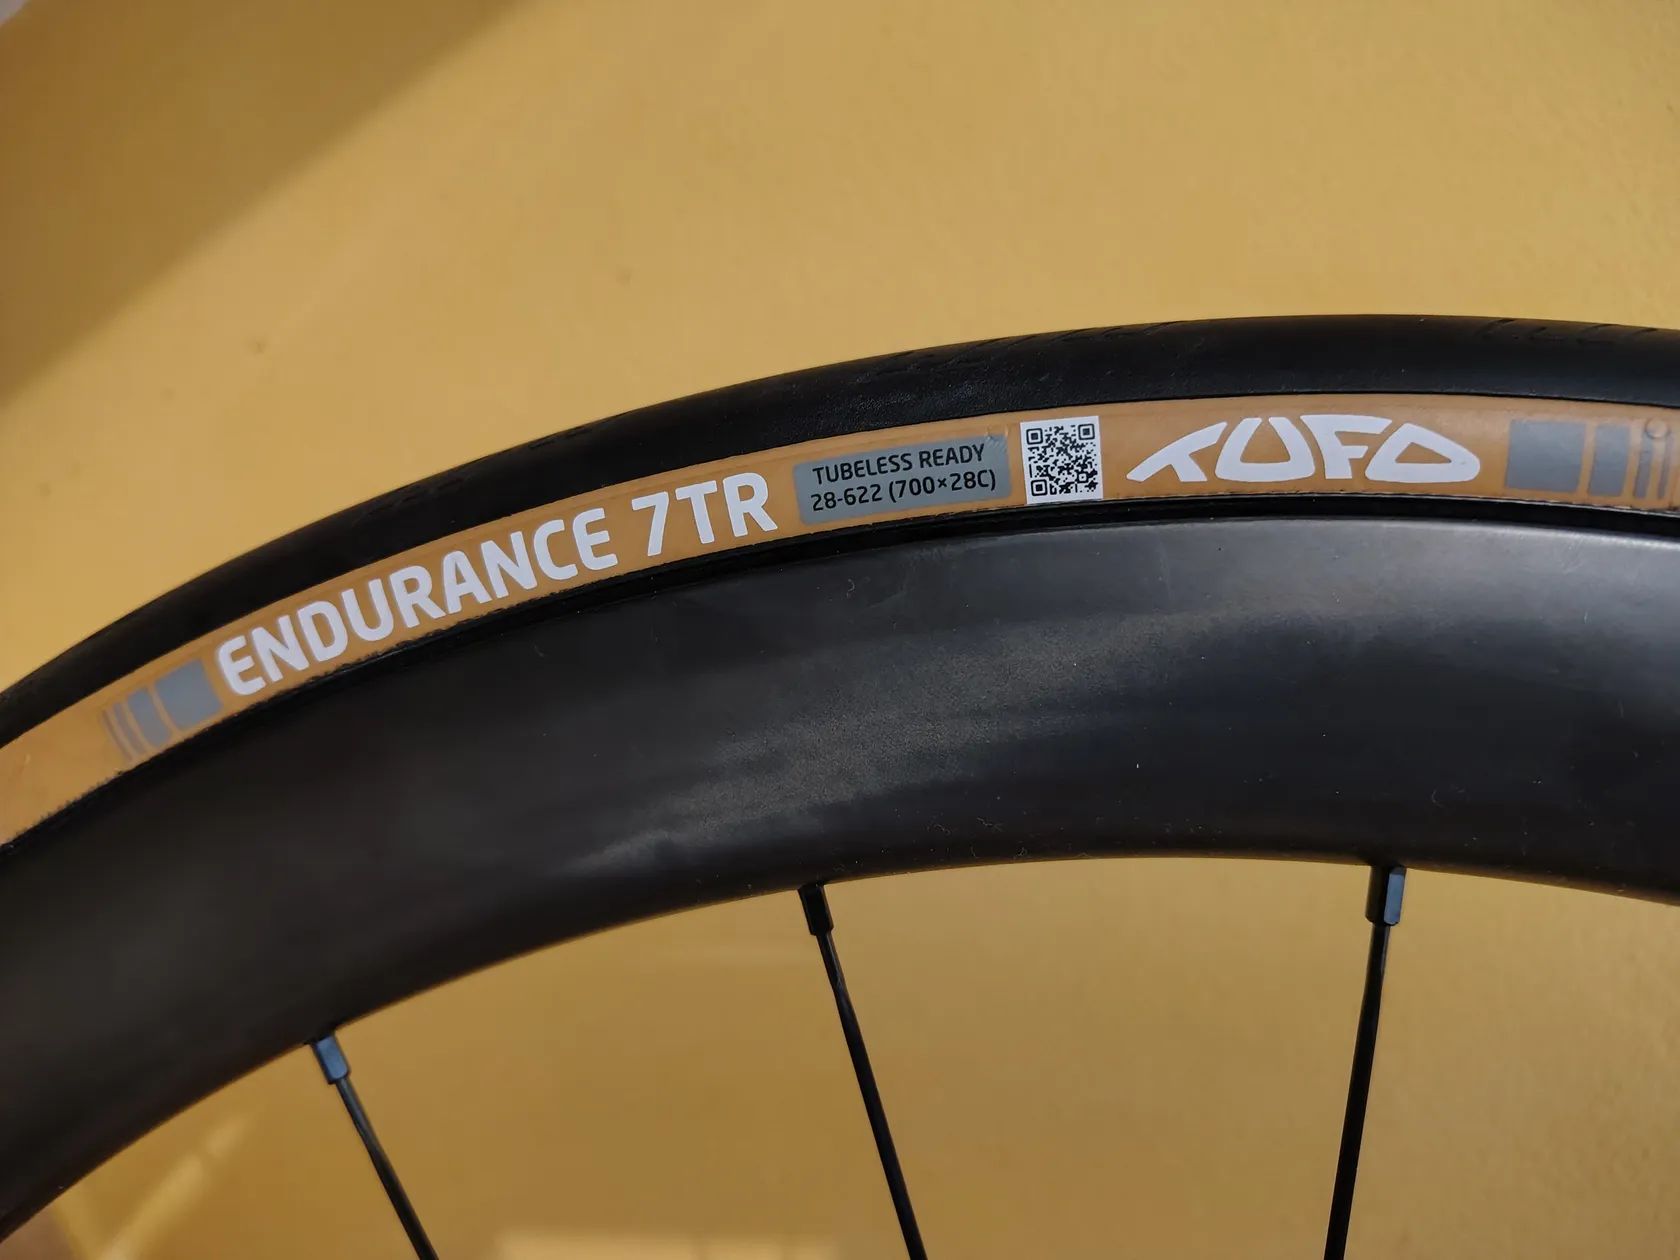 ENDURANCE 7TR
TUBELESS READY
28-622 (700×28C)
TUFO